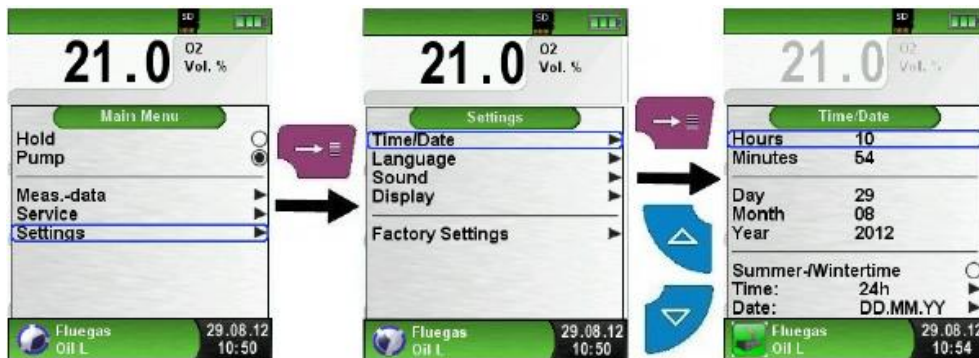 SD
21.0 O2
Vol. %
Main Menu
Hold
Pump
Meas.-data
Service
Settings
Fluegas 29.08.12
Oil L 10:50
SD
21.0 O2
Vol. %
Settings
Time/Date
Language
Sound
Display
Factory Settings
Fluegas 29.08.12
Oil L 10:50
SD
21.0 O2
Vol. %
Time/Date
Hours 10
Minutes 54
Day 29
Month 08
Year 2012
Summer-/Wintertime
Time: 24h
Date: DD.MM.YY
Fluegas 29.08.12
Oil L 10:54